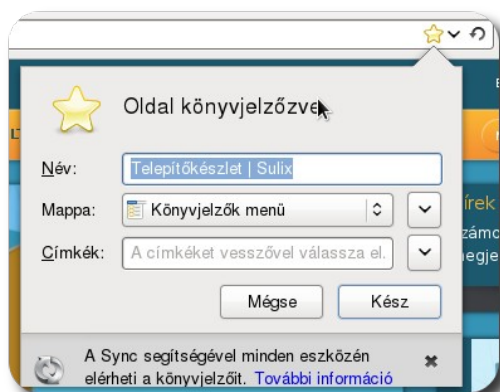 Oldal könyvjelzőzve
Név: Telepítőkészlet | Sulix
írek
Mappa: Könyvjelzők menü
Címkék: A címkéket vesszővel válassza el.
Mégse Kész
A Sync segítségével minden eszközén
elérheti a könyvjelzőit. További információ